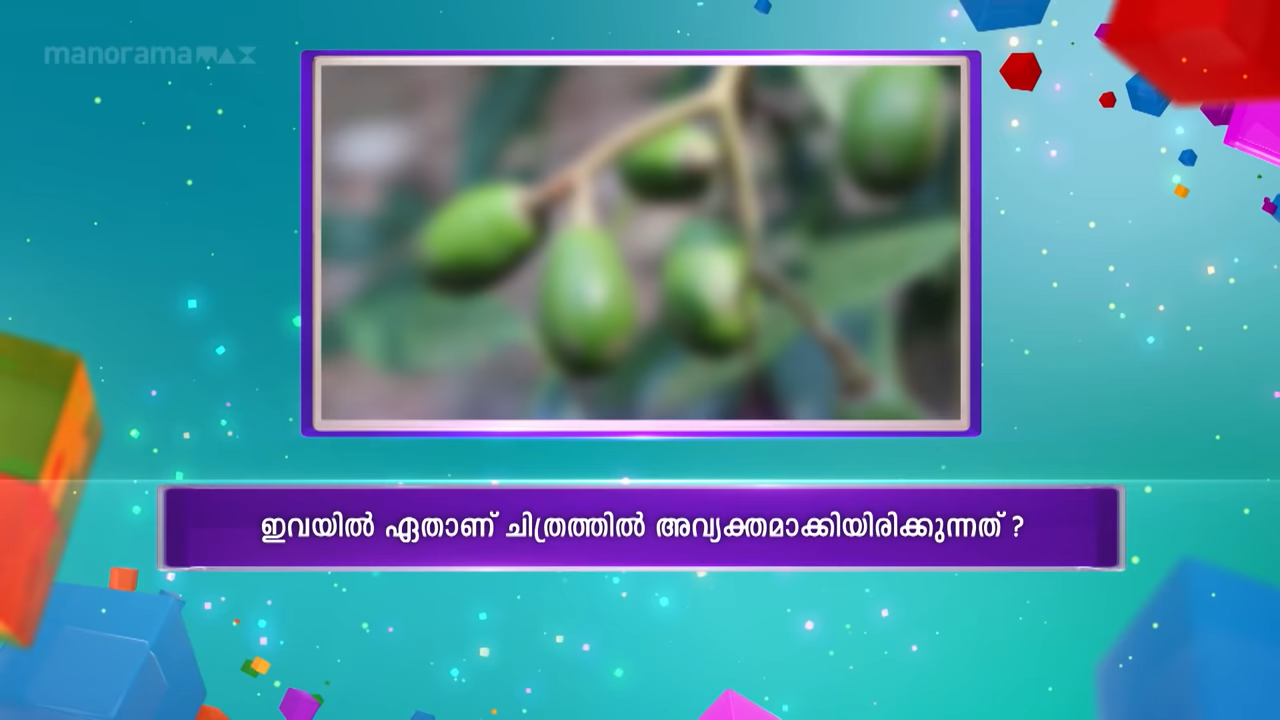 manoramaMAX
ഇവയിൽ ഏതാണ് ചിത്രത്തിൽ അവ്യക്തമാക്കിയിരിക്കുന്നത് ?